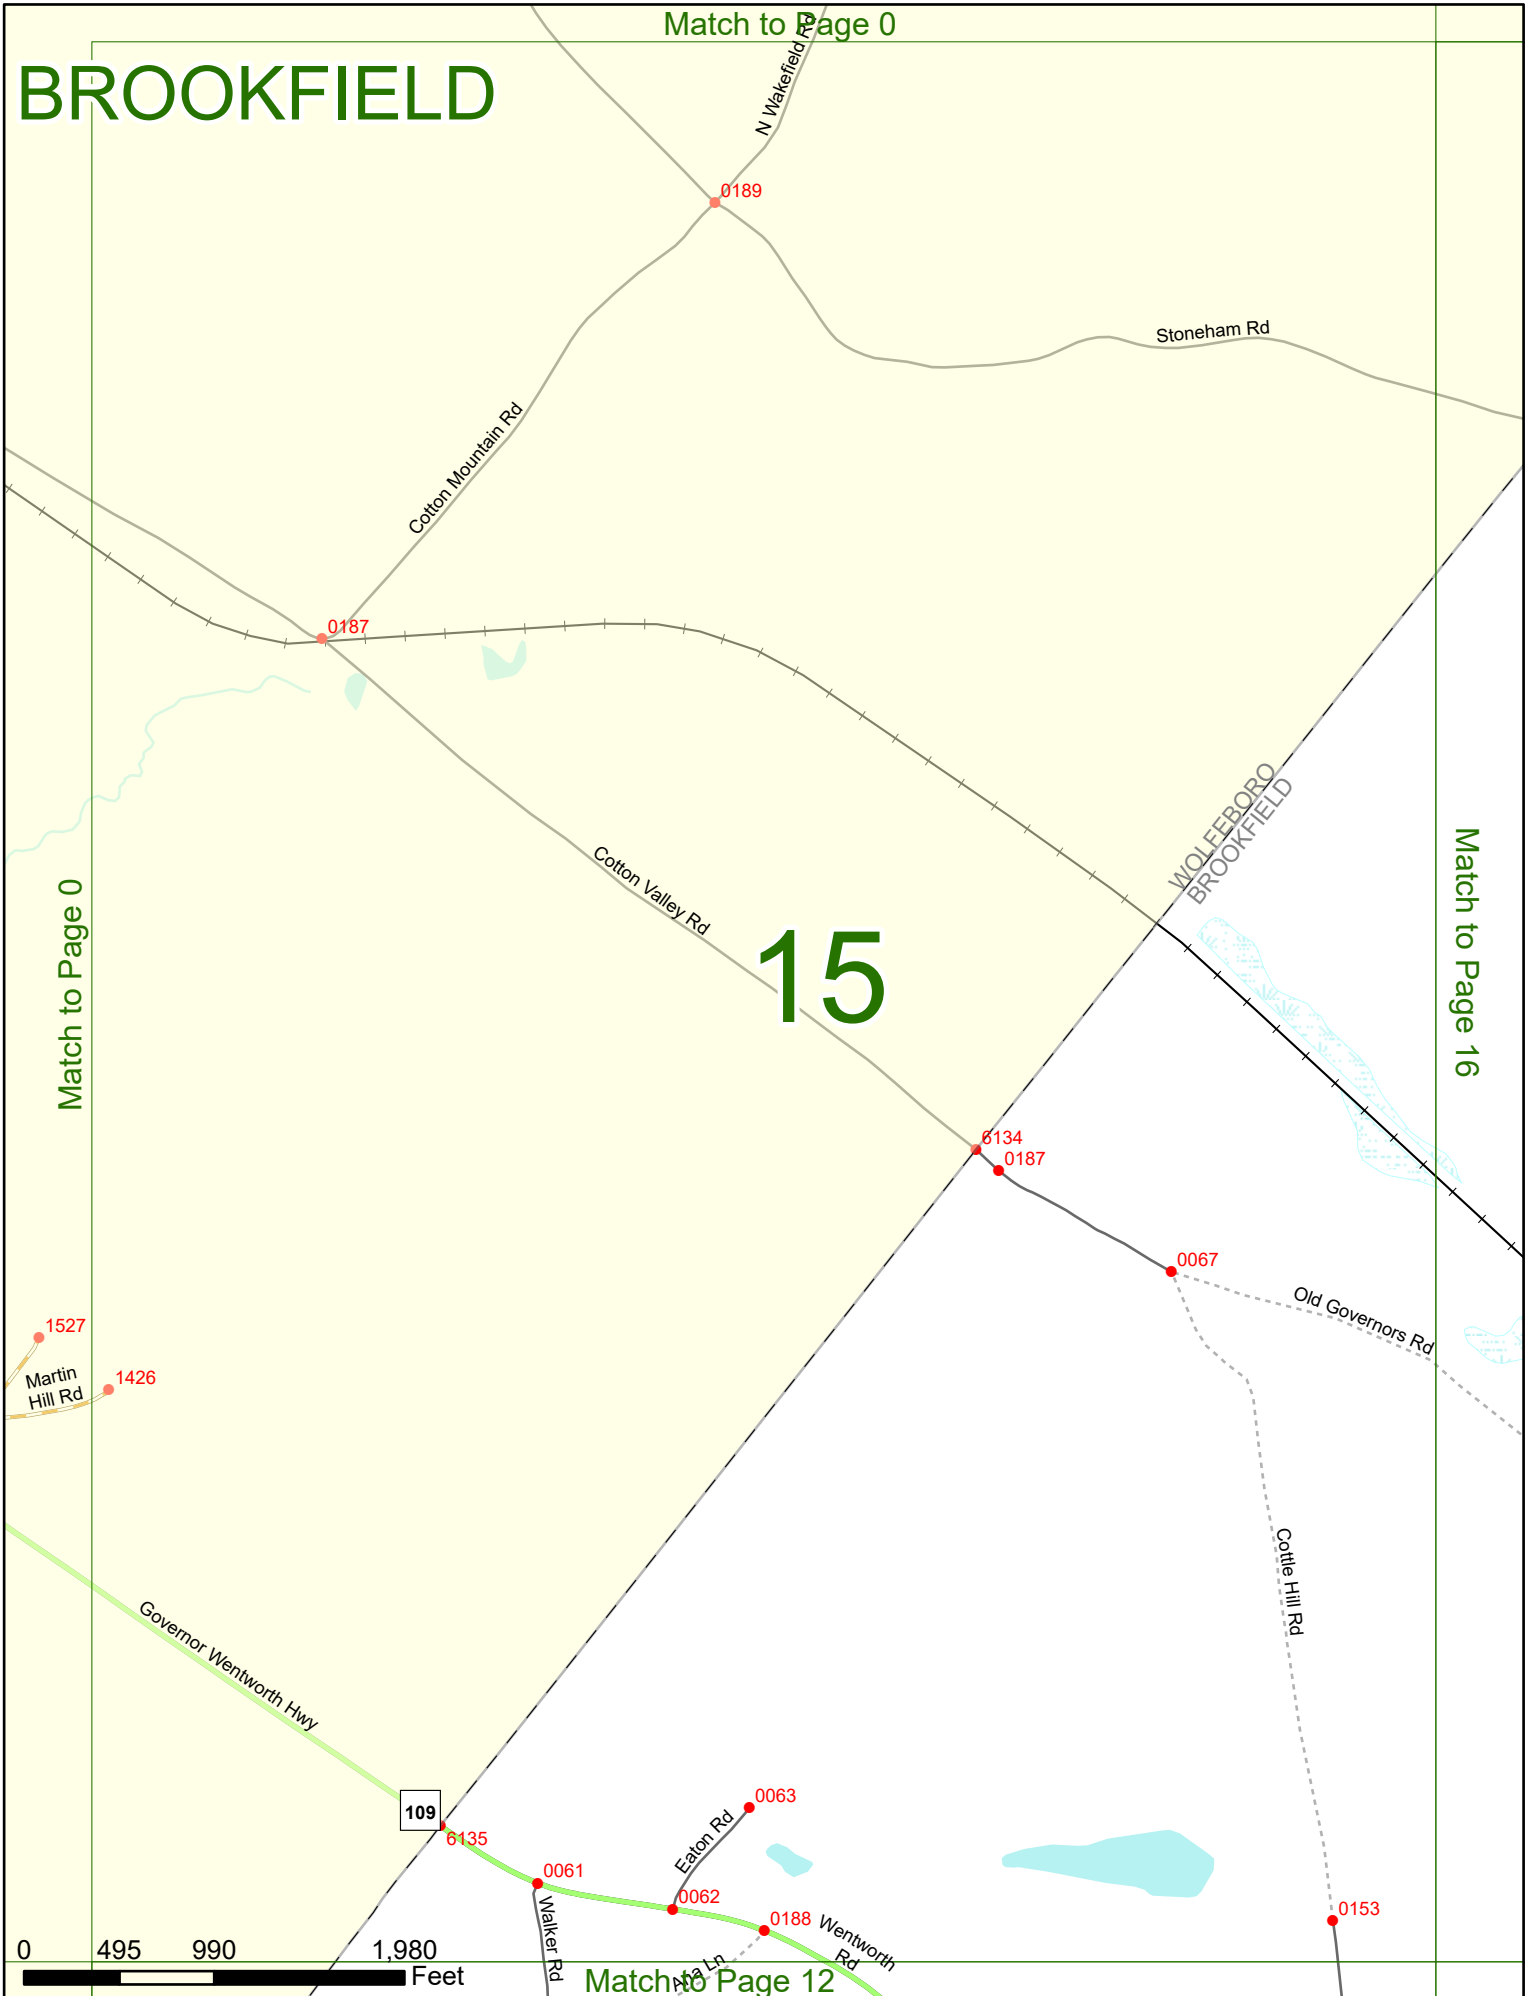 Match to Page 0
BROOKFIELD
N Wakefield Rd
0189
Stoneham Rd
Cotton Mountain Rd
0187
WOLFEBORO
BROOKFIELD
Cotton Valley Rd
15
Match to Page 0
Match to Page 16
6134
0187
0067
Old Governors Rd
1527
Martin
Hill Rd
1426
Cottle Hill Rd
Governor Wentworth Hwy
109
6135
0063
Eaton Rd
0061
0062
0188
Walker Rd
Wentworth
Rd
0153
Ana Ln
0 495 990 1,980
Feet
Match to Page 12